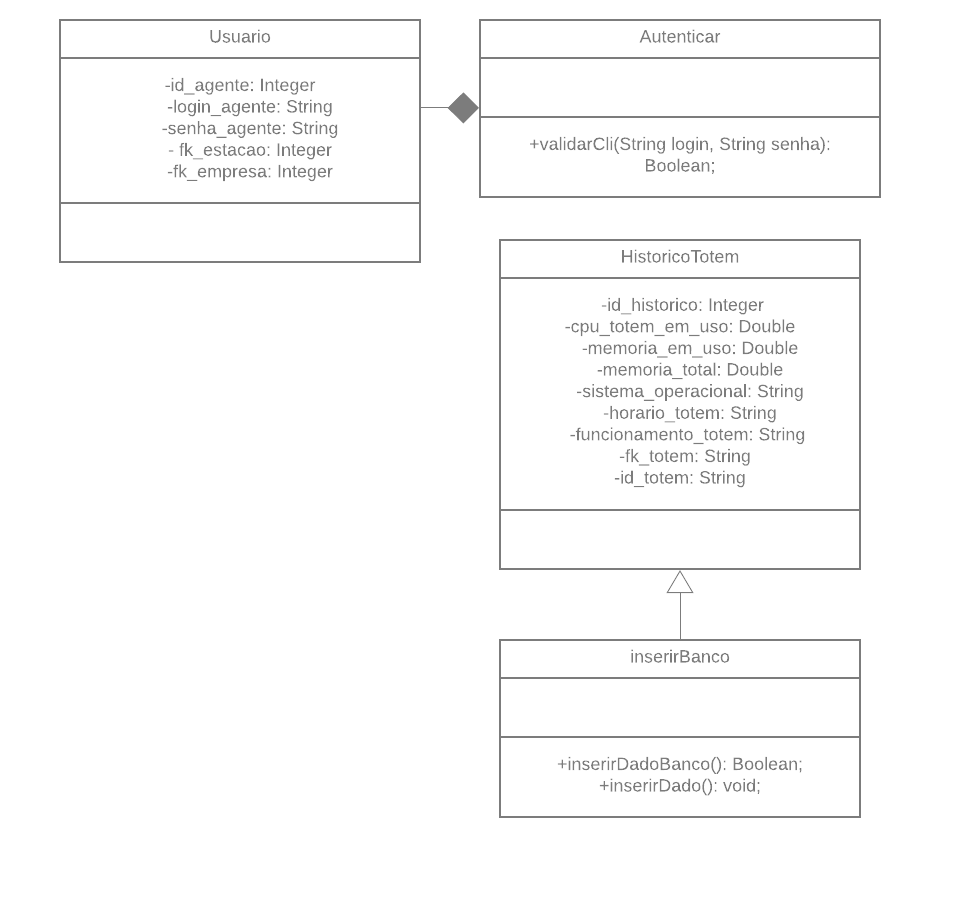 Usuario
-id_agente: Integer
-login_agente: String
-senha_agente: String
- fk_estacao: Integer
-fk_empresa: Integer
Autenticar
+validarCli(String login, String senha):
Boolean;
HistoricoTotem
-id_historico: Integer
-cpu_totem_em_uso: Double
-memoria_em_uso: Double
-memoria_total: Double
-sistema_operacional: String
-horario_totem: String
-funcionamento_totem: String
-fk_totem: String
-id_totem: String
inserirBanco
+inserirDadoBanco(): Boolean;
+inserirDado(): void;